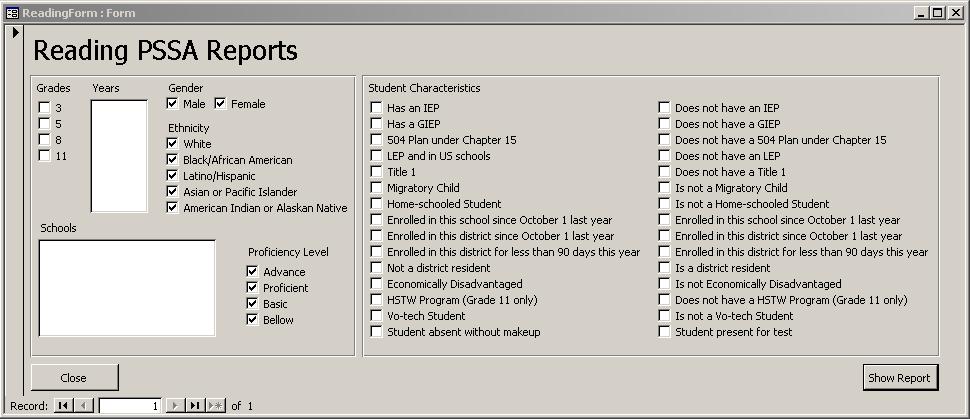 ReadingForm : Form
Reading PSSA Reports
Grades
3
5
8
11
Years
Gender
Male Female
Ethnicity
White
Black/African American
Latino/Hispanic
Asian or Pacific Islander
American Indian or Alaskan Native
Schools
Proficiency Level
Advance
Proficient
Basic
Bellow
Student Characteristics
Has an IEP
Has a GIEP
504 Plan under Chapter 15
LEP and in US schools
Title 1
Migratory Child
Home-schooled Student
Enrolled in this school since October 1 last year
Enrolled in this district since October 1 last year
Enrolled in this district for less than 90 days this year
Not a district resident
Economically Disadvantaged
HSTW Program (Grade 11 only)
Vo-tech Student
Student absent without makeup
Does not have an IEP
Does not have a GIEP
Does not have a 504 Plan under Chapter 15
Does not have an LEP
Does not have a Title 1
Is not a Migratory Child
Is not a Home-schooled Student
Enrolled in this school since October 1 last year
Enrolled in this district since October 1 last year
Enrolled in this district for less than 90 days this year
Is a district resident
Is not Economically Disadvantaged
Does not have a HSTW Program (Grade 11 only)
Is not a Vo-tech Student
Student present for test
Close
Show Report
Record: 1 of 1